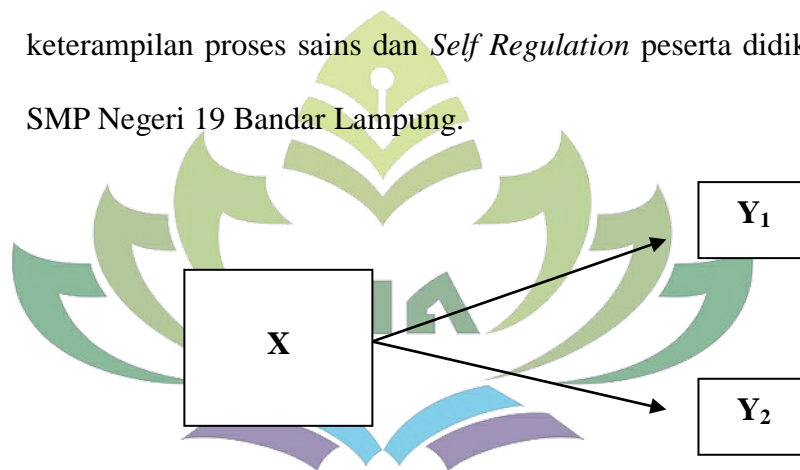 keterampilan proses sains dan Self Regulation peserta didik
SMP Negeri 19 Bandar Lampung.
Y₁
X
Y₂